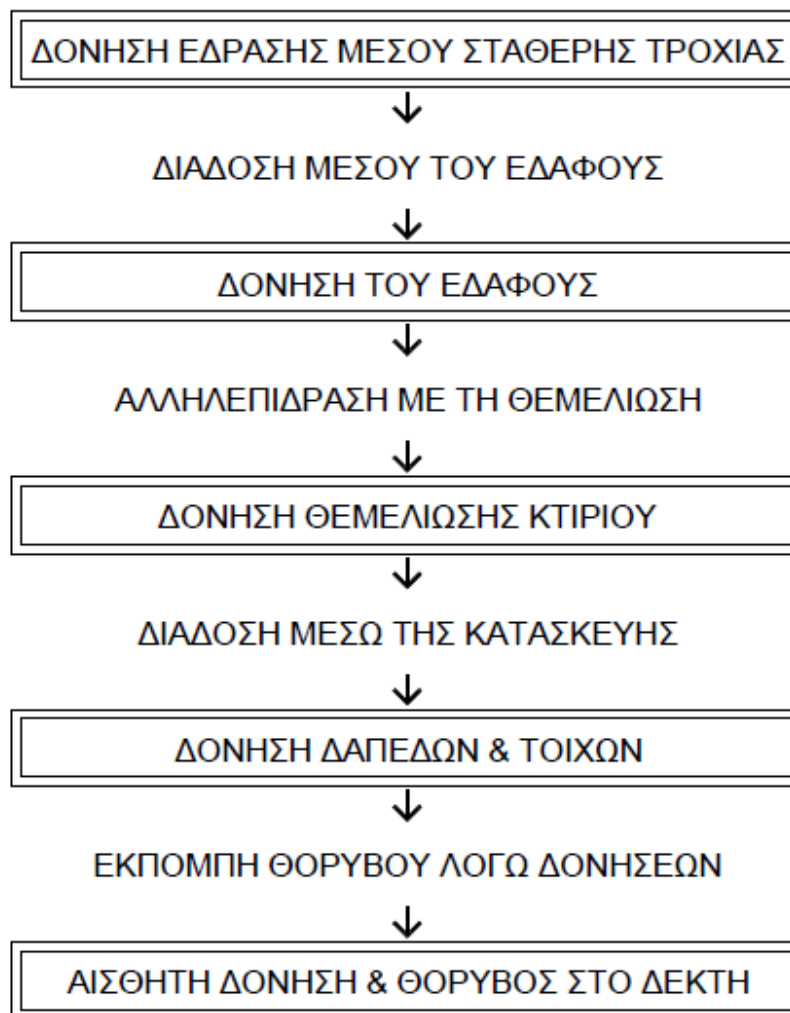 ΔΟΝΗΣΗ ΕΔΡΑΣΗΣ ΜΕΣΟΥ ΣΤΑΘΕΡΗΣ ΤΡΟΧΙΑΣ
ΔΙΑΔΟΣΗ ΜΕΣΟΥ ΤΟΥ ΕΔΑΦΟΥΣ
ΔΟΝΗΣΗ ΤΟΥ ΕΔΑΦΟΥΣ
ΑΛΛΗΛΕΠΙΔΡΑΣΗ ΜΕ ΤΗ ΘΕΜΕΛΙΩΣΗ
ΔΟΝΗΣΗ ΘΕΜΕΛΙΩΣΗΣ ΚΤΙΡΙΟΥ
ΔΙΑΔΟΣΗ ΜΕΣΩ ΤΗΣ ΚΑΤΑΣΚΕΥΗΣ
ΔΟΝΗΣΗ ΔΑΠΕΔΩΝ & ΤΟΙΧΩΝ
ΕΚΠΟΜΠΗ ΘΟΡΥΒΟΥ ΛΟΓΩ ΔΟΝΗΣΕΩΝ
ΑΙΣΘΗΤΗ ΔΟΝΗΣΗ & ΘΟΡΥΒΟΣ ΣΤΟ ΔΕΚΤΗ